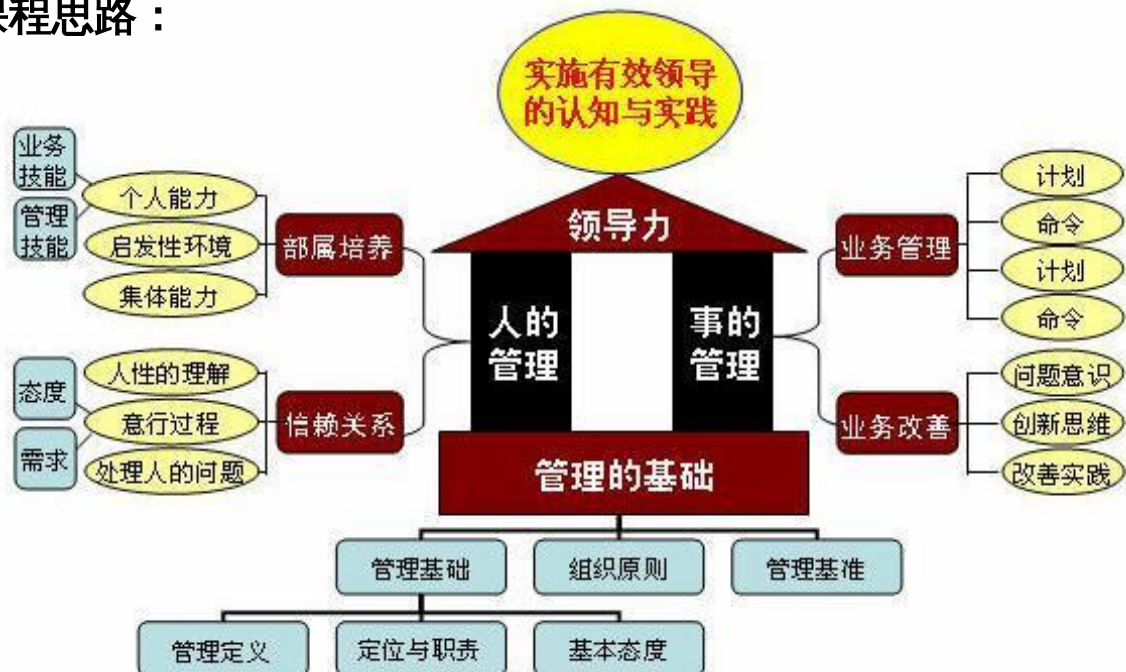 课程思路：
实施有效领导
的认知与实践
领导力
人的
管理
事的
管理
管理的基础
业务
技能
管理
技能
个人能力
启发性环境
集体能力
部属培养
态度
需求
人性的理解
意行过程
处理人的问题
信赖关系
业务管理
计划
命令
计划
命令
业务改善
问题意识
创新思维
改善实践
管理基础
组织原则
管理基准
管理定义
定位与职责
基本态度